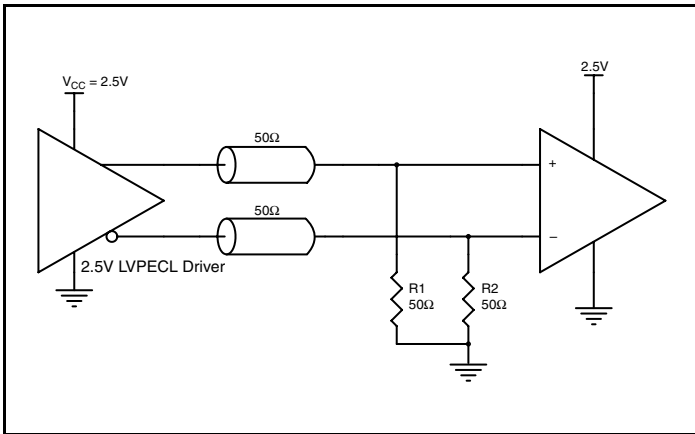 V_CC = 2.5V
2.5V
50Ω
50Ω
+
−
2.5V LVPECL Driver
R1
50Ω
R2
50Ω